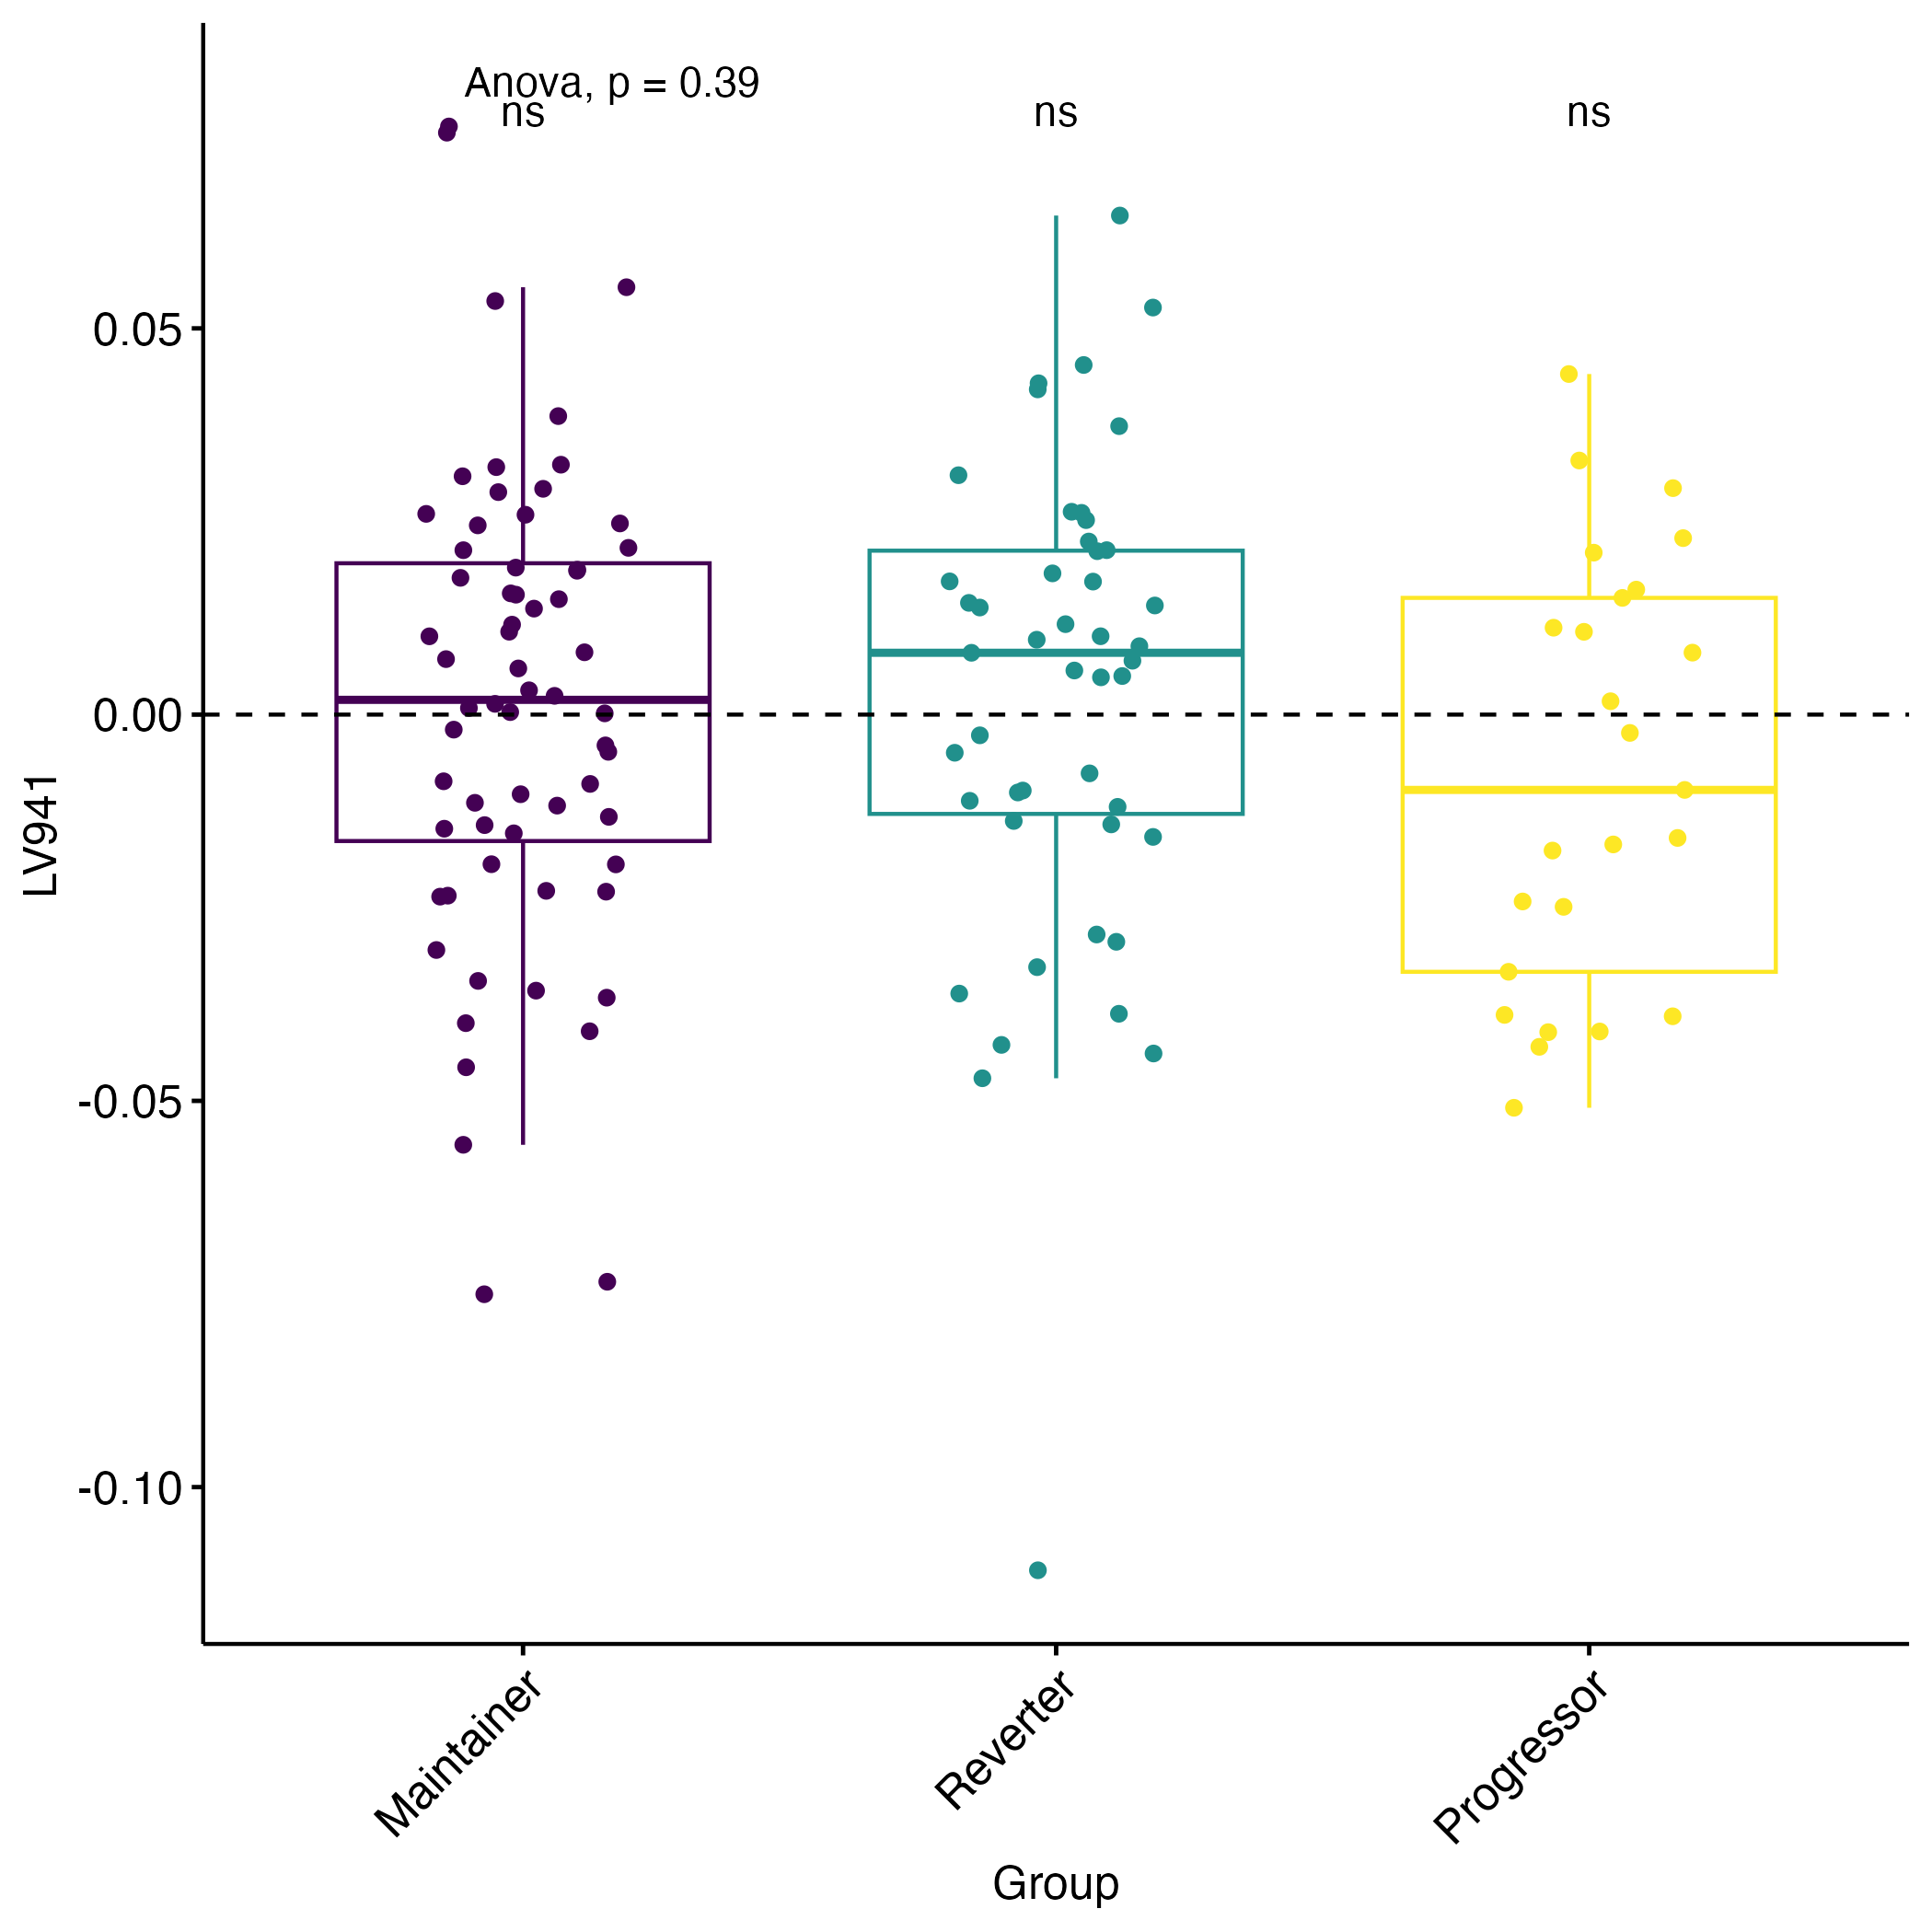 Anova, p = 0.39
ns
ns
ns
0.05
0.00
-0.05
-0.10
LV941
Maintainer
Reverter
Progressor
Group